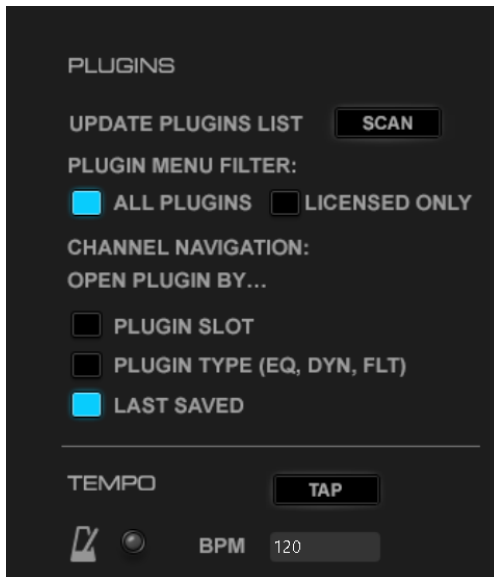 PLUGINS
UPDATE PLUGINS LIST SCAN
PLUGIN MENU FILTER:
ALL PLUGINS LICENSED ONLY
CHANNEL NAVIGATION:
OPEN PLUGIN BY...
PLUGIN SLOT
PLUGIN TYPE (EQ, DYN, FLT)
LAST SAVED
TEMPO TAP
BPM 120